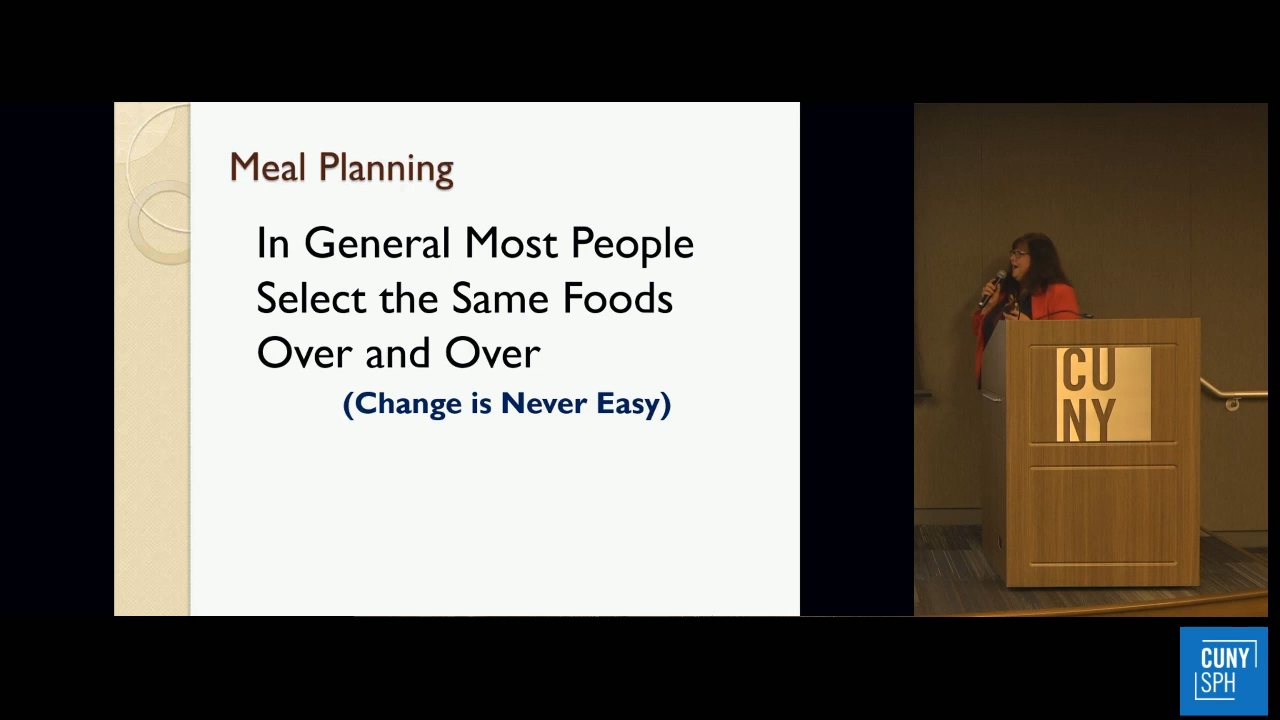 Meal Planning
In General Most People
Select the Same Foods
Over and Over
(Change is Never Easy)
CU
NY
CUNY
SPH